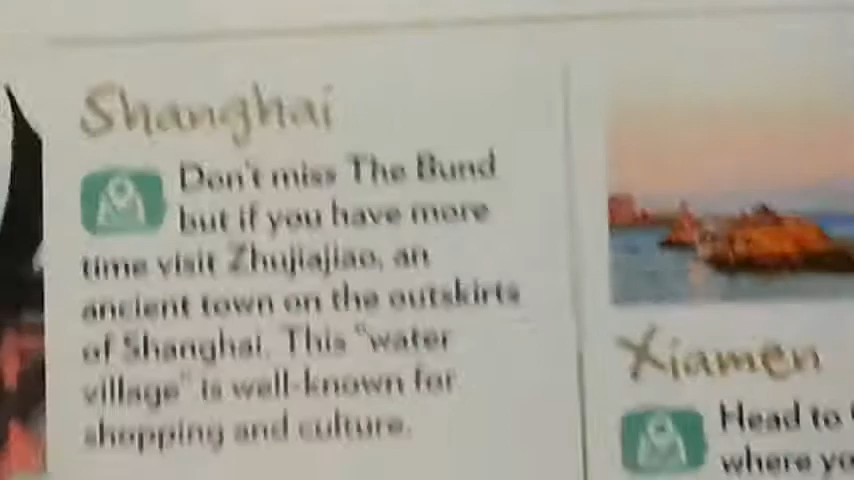 Shanghai
Don't miss The Bund
but if you have more
time visit Zhujiajiao, an
ancient town on the outskirts
of Shanghai. This "water
village" is well-known for
shopping and culture.
Xiamen
Head to
where